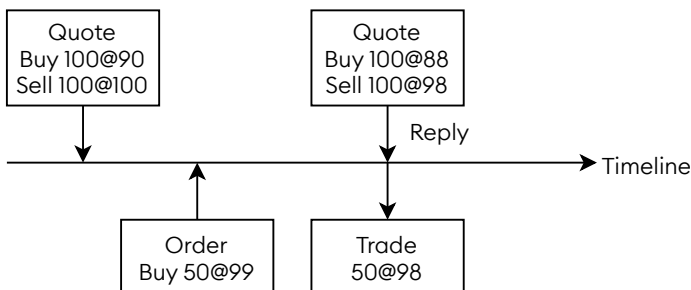 Quote
Buy 100@90
Sell 100@100
Quote
Buy 100@88
Sell 100@98
Reply
Timeline
Order
Buy 50@99
Trade
50@98